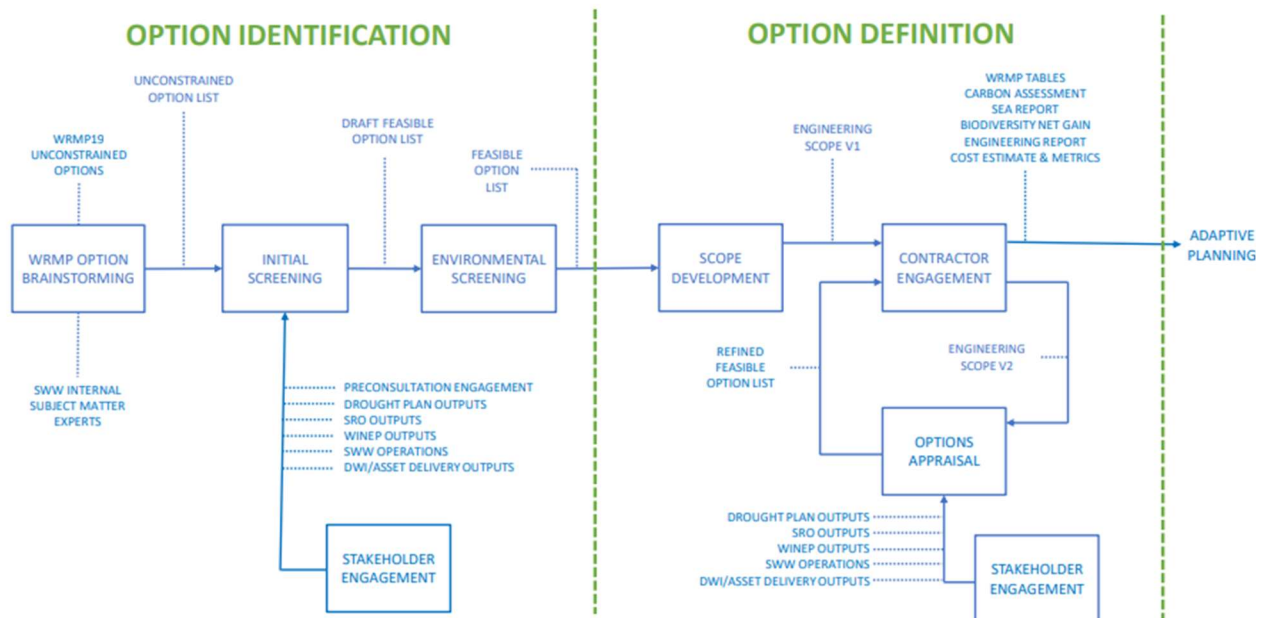 OPTION IDENTIFICATION
UNCONSTRAINED
OPTION LIST
WRMP19
UNCONSTRAINED
OPTIONS
DRAFT FEASIBLE
OPTION LIST
FEASIBLE
OPTION
LIST
WRMP OPTION
BRAINSTORMING
INITIAL
SCREENING
ENVIRONMENTAL
SCREENING
SWW INTERNAL
SUBJECT MATTER
EXPERTS
PRECONSULTATION ENGAGEMENT
DROUGHT PLAN OUTPUTS
SRO OUTPUTS
WINEP OUTPUTS
SWW OPERATIONS
DWI/ASSET DELIVERY OUTPUTS
STAKEHOLDER
ENGAGEMENT
OPTION DEFINITION
WRMP TABLES
CARBON ASSESSMENT
SEA REPORT
BIODIVERSITY NET GAIN
ENGINEERING REPORT
COST ESTIMATE & METRICS
ENGINEERING
SCOPE V1
SCOPE
DEVELOPMENT
CONTRACTOR
ENGAGEMENT
ADAPTIVE
PLANNING
REFINED
FEASIBLE
OPTION LIST
ENGINEERING
SCOPE V2
OPTIONS
APPRAISAL
DROUGHT PLAN OUTPUTS
SRO OUTPUTS
WINEP OUTPUTS
SWW OPERATIONS
DWI/ASSET DELIVERY OUTPUTS
STAKEHOLDER
ENGAGEMENT